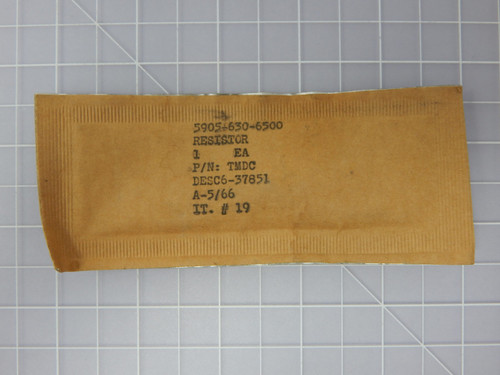 5905-630-6500
RESISTOR
1 EA
P/N: TMDC
DESC6-37851
A-5/66
IT. # 19